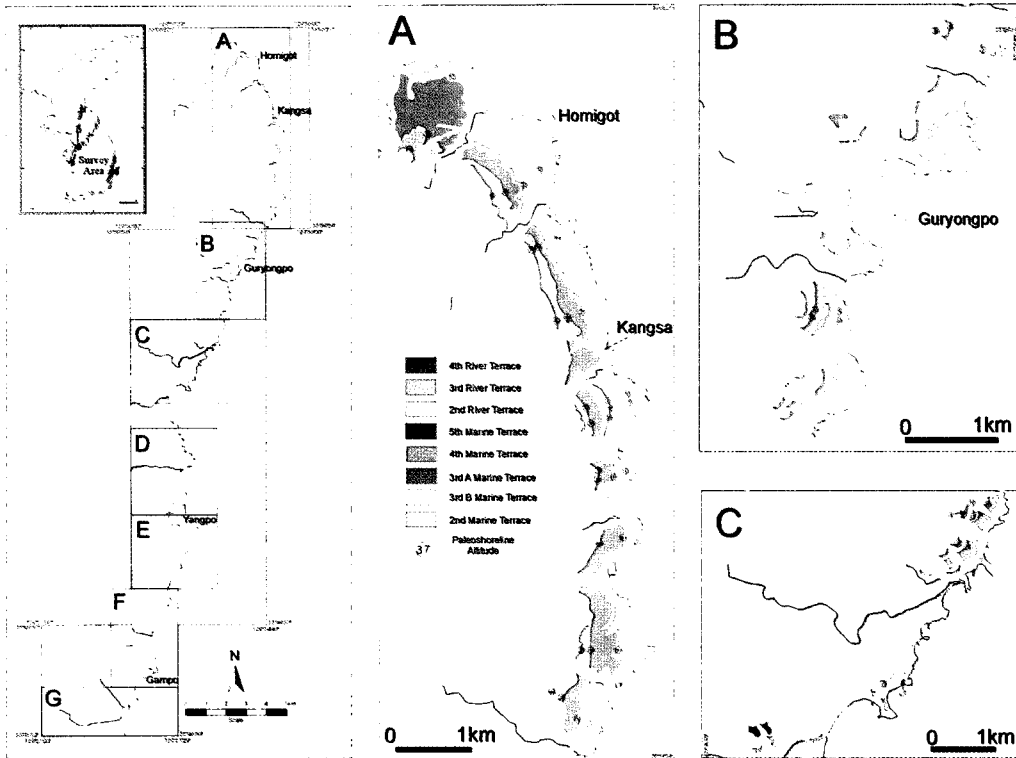 Survey
Area
A
Homigot
Kangsa
B
Guryongpo
C
D
Yangpo
E
F
Gampo
G
N
Scale
A
Homigot
Kangsa
4th River Terrace
3rd River Terrace
2nd River Terrace
5th Marine Terrace
4th Marine Terrace
3rd A Marine Terrace
3rd B Marine Terrace
2nd Marine Terrace
37 Paleoshoreline
Altitude
0 1km
B
Guryongpo
0 1km
C
0 1km